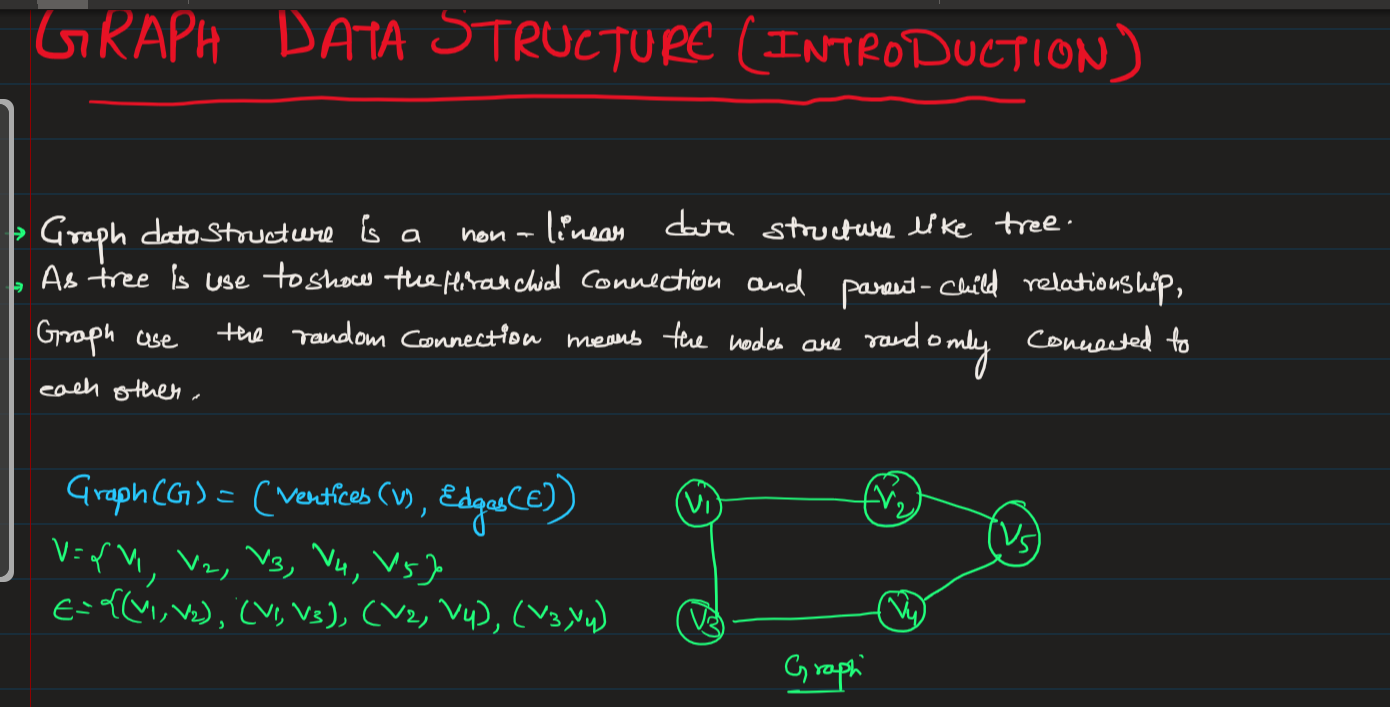 GRAPH DATA STRUCTURE (INTRODUCTION)
→ Graph data structure is a non-linear data structure like tree.
→ As tree is use to show the Hirarchial Connection and parent-child relationship,
Graph use the random connection means the nodes are randomly connected to
each other.
Graph(G) = (Vertices(V), Edges(E))
V1 V2
V5
V={V1, V2, V3, V4, V5}
E={(V1,V2), (V1,V3), (V2,V4), (V3,V4)
V3 V4
Graph